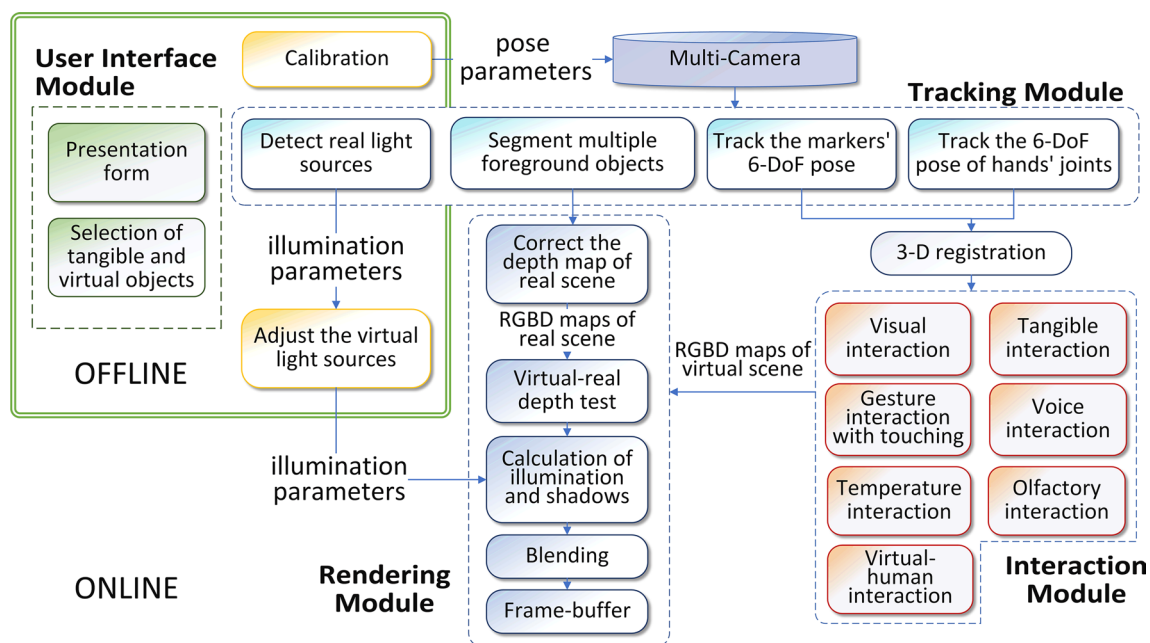 User Interface
Module
Calibration
pose
parameters
Multi-Camera
Tracking Module
Presentation
form
Selection of
tangible and
virtual objects
Detect real light
sources
Segment multiple
foreground objects
Track the markers'
6-DoF pose
Track the 6-DoF
pose of hands' joints
illumination
parameters
Adjust the virtual
light sources
OFFLINE
illumination
parameters
Correct the
depth map of
real scene
RGBD maps of
real scene
Virtual-real
depth test
Calculation of
illumination
and shadows
Blending
Frame-buffer
Rendering
Module
ONLINE
3-D registration
RGBD maps of
virtual scene
Visual
interaction
Tangible
interaction
Gesture
interaction
with touching
Voice
interaction
Temperature
interaction
Olfactory
interaction
Virtual-
human
interaction
Interaction
Module